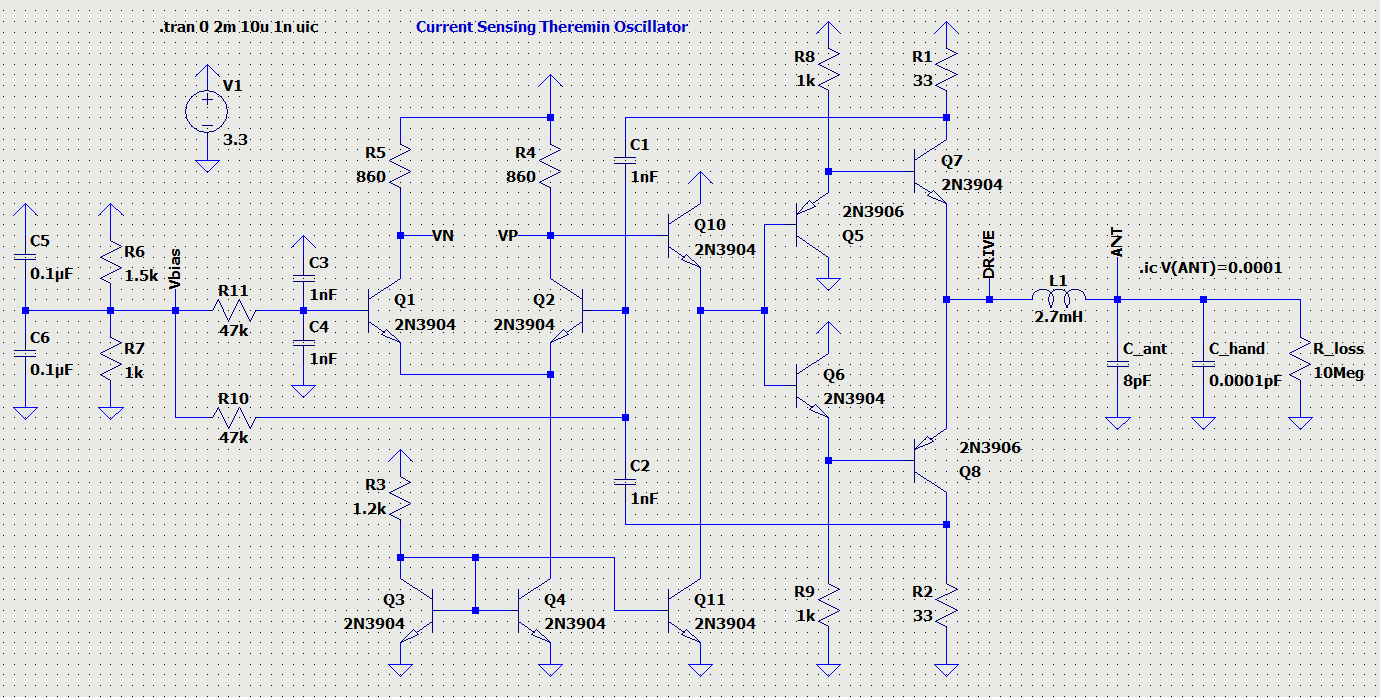 .tran 0 2m 10u 1n uic
Current Sensing Theremin Oscillator
V1
3.3
R8
1k
R1
33
R5
860
R4
860
C1
1nF
Q7
2N3904
Q10
2N3904
2N3906
Q5
C5
0.1µF
R6
1.5k
Vbias
C3
1nF
VN
VP
DRIVE
ANT
.ic V(ANT)=0.0001
R11
47k
Q1
2N3904
Q2
2N3904
L1
2.7mH
C6
0.1µF
R7
1k
C4
1nF
C_ant
8pF
C_hand
0.0001pF
R_loss
10Meg
Q6
2N3904
R10
47k
2N3906
Q8
C2
1nF
R3
1.2k
Q3
2N3904
Q4
2N3904
Q11
2N3904
R9
1k
R2
33